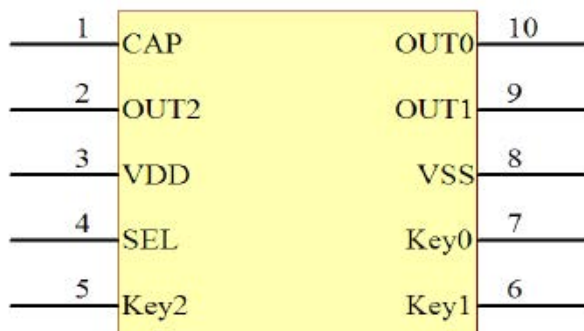 1 CAP OUT0 10
2 OUT2 OUT1 9
3 VDD VSS 8
4 SEL Key0 7
5 Key2 Key1 6